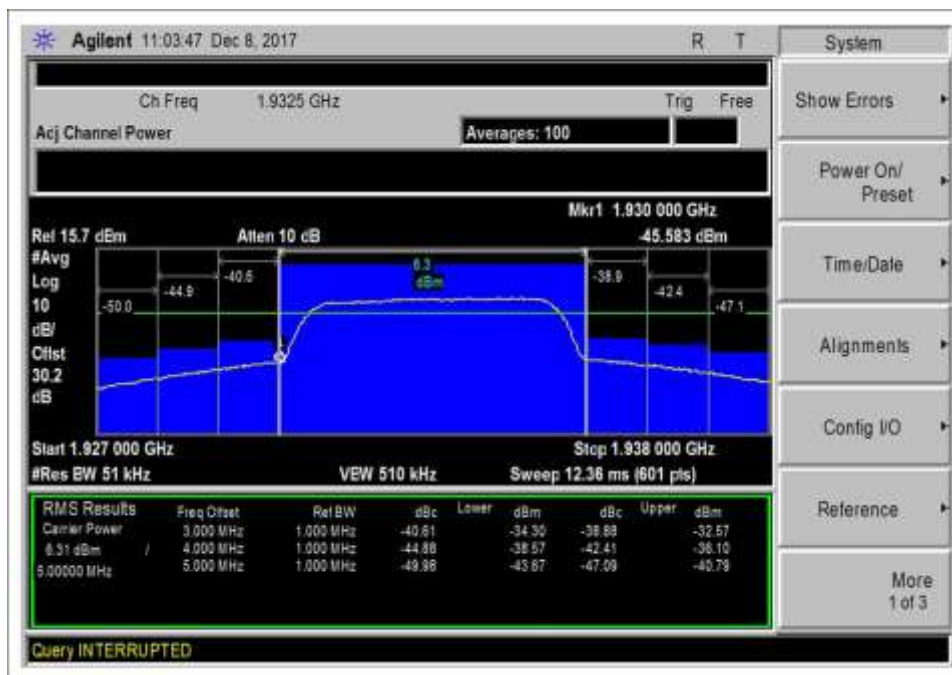 Agilent 11:03:47 Dec 8, 2017 R T
System
Ch Freq 1.9325 GHz Trig Free
Acj Channel Power Averages: 100
Show Errors
Power On/
Preset
Time/Date
Alignments
Config I/O
Reference
More
1 of 3
Mkr1 1.930 000 GHz
Rel 15.7 dBm Atten 10 dB -45.583 dBm
#Avg
Log
10
dB/
Offst
30.2
dB
-50.0
-44.9
-40.6
6.3
dBm
-38.9
-42.4
-47.1
Start 1.927 000 GHz Stop 1.938 000 GHz
#Res BW 51 kHz VBW 510 kHz Sweep 12.36 ms (601 pts)
RMS Results Freq Offset Ref BW dBc Lower dBm dBc Upper dBm
Carrier Power 3.000 MHz 1.000 MHz -40.61 -34.30 -38.88 -32.57
6.31 dBm / 4.000 MHz 1.000 MHz -44.88 -38.57 -42.41 -36.10
5.00000 MHz 5.000 MHz 1.000 MHz -49.98 -43.67 -47.09 -40.79
Query INTERRUPTED